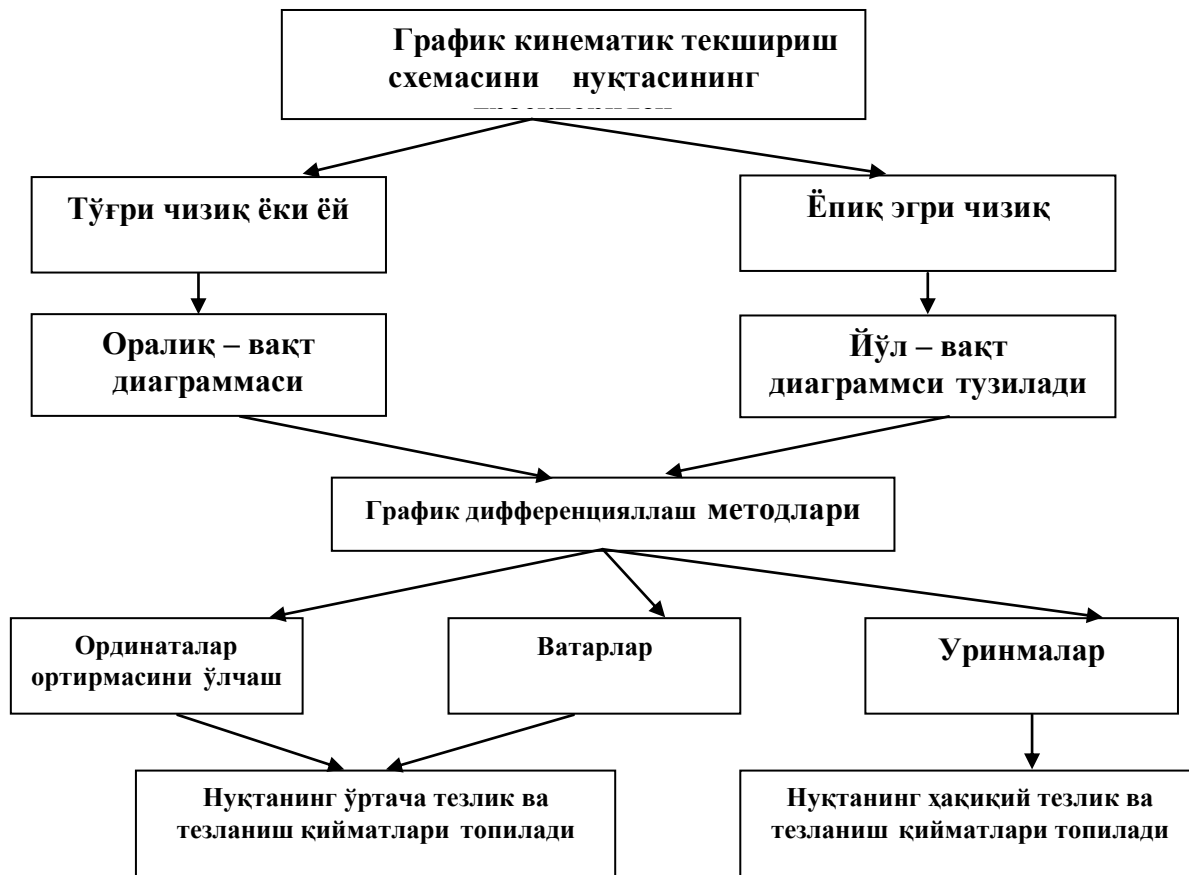 График кинематик текшириш
схемасини нуқтасининг
Тўғри чизиқ ёки ёй
Ёпиқ эгри чизиқ
Оралиқ – вақт
диаграммаси
Йўл – вақт
диаграммси тузилади
График дифференцияллаш методлари
Ординаталар
ортирмасини ўлчаш
Ватарлар
Уринмалар
Нуқтанинг ўртача тезлик ва
тезланиш қийматлари топилади
Нуқтанинг ҳақиқий тезлик ва
тезланиш қийматлари топилади